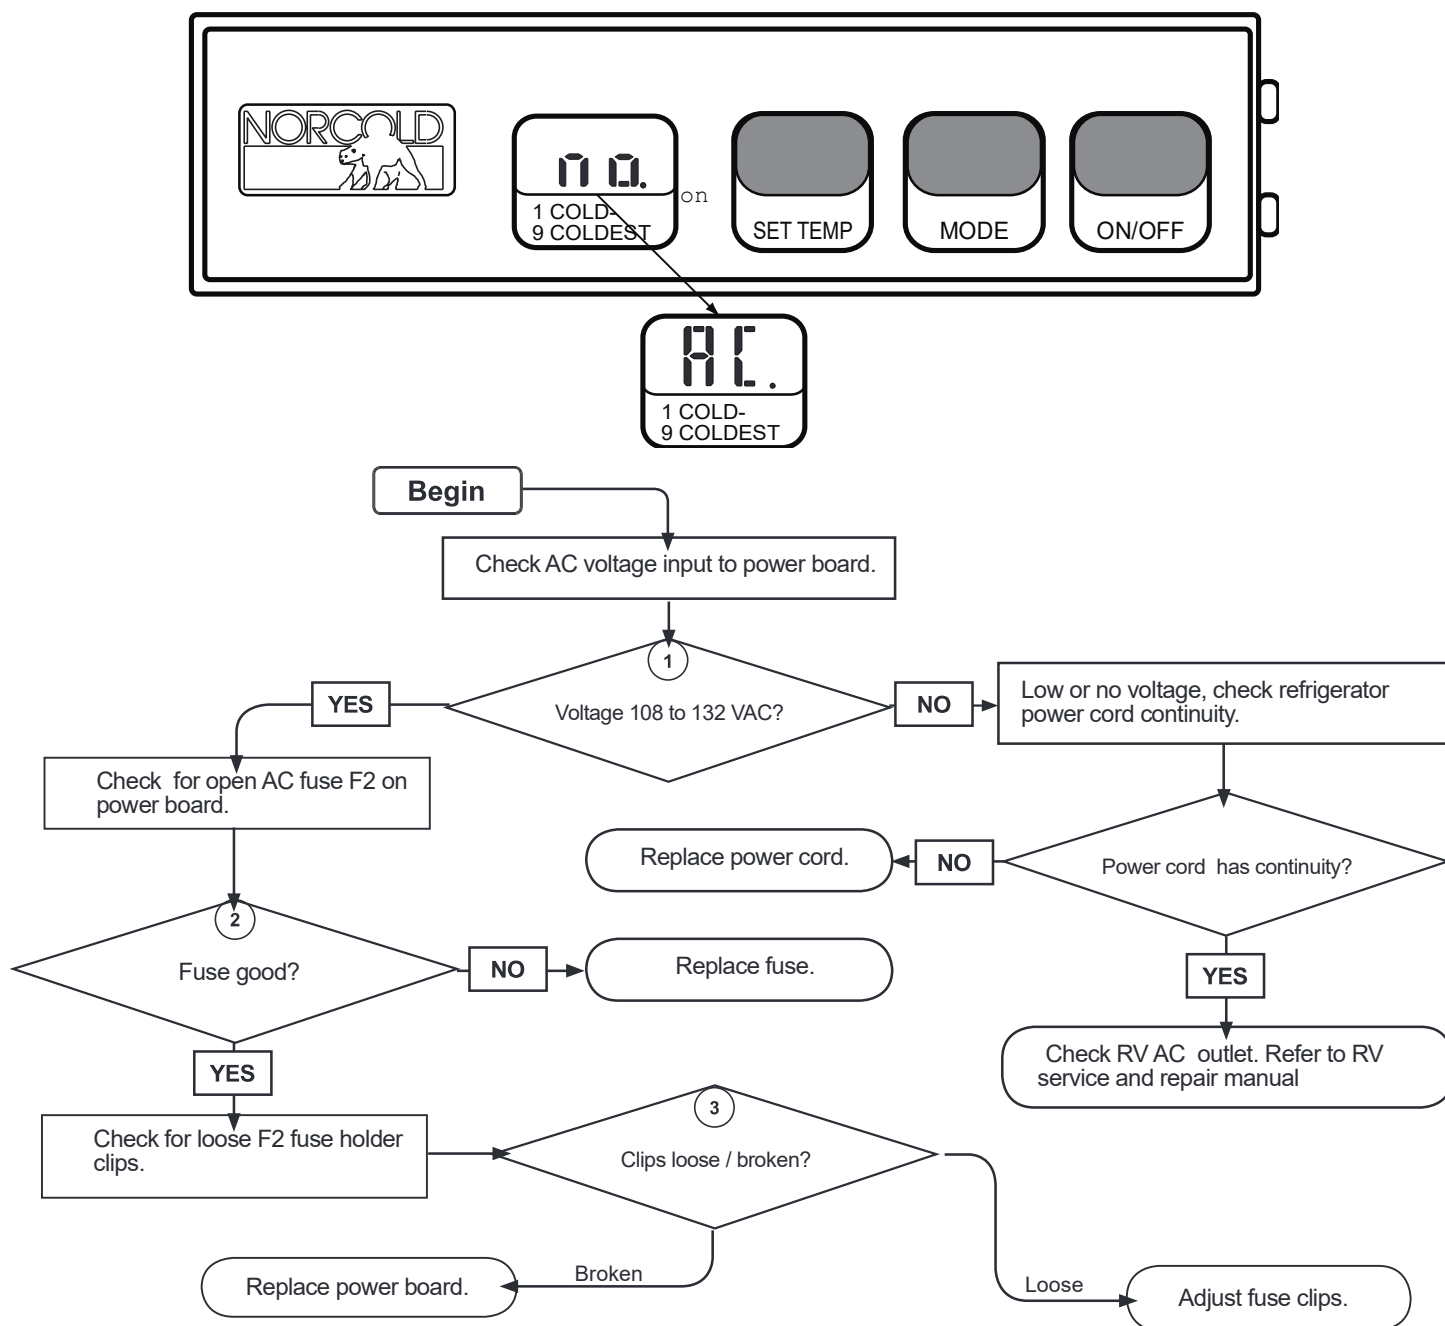 NORCOLD
no.
1 COLD-
9 COLDEST
on
SET TEMP
MODE
ON/OFF
AC.
1 COLD-
9 COLDEST
Begin
Check AC voltage input to power board.
1
Voltage 108 to 132 VAC?
YES
NO
Low or no voltage, check refrigerator
power cord continuity.
Check for open AC fuse F2 on
power board.
Replace power cord.
NO
Power cord has continuity?
2
Fuse good?
NO
Replace fuse.
YES
YES
Check RV AC outlet. Refer to RV
service and repair manual
Check for loose F2 fuse holder
clips.
3
Clips loose / broken?
Replace power board.
Broken
Loose
Adjust fuse clips.